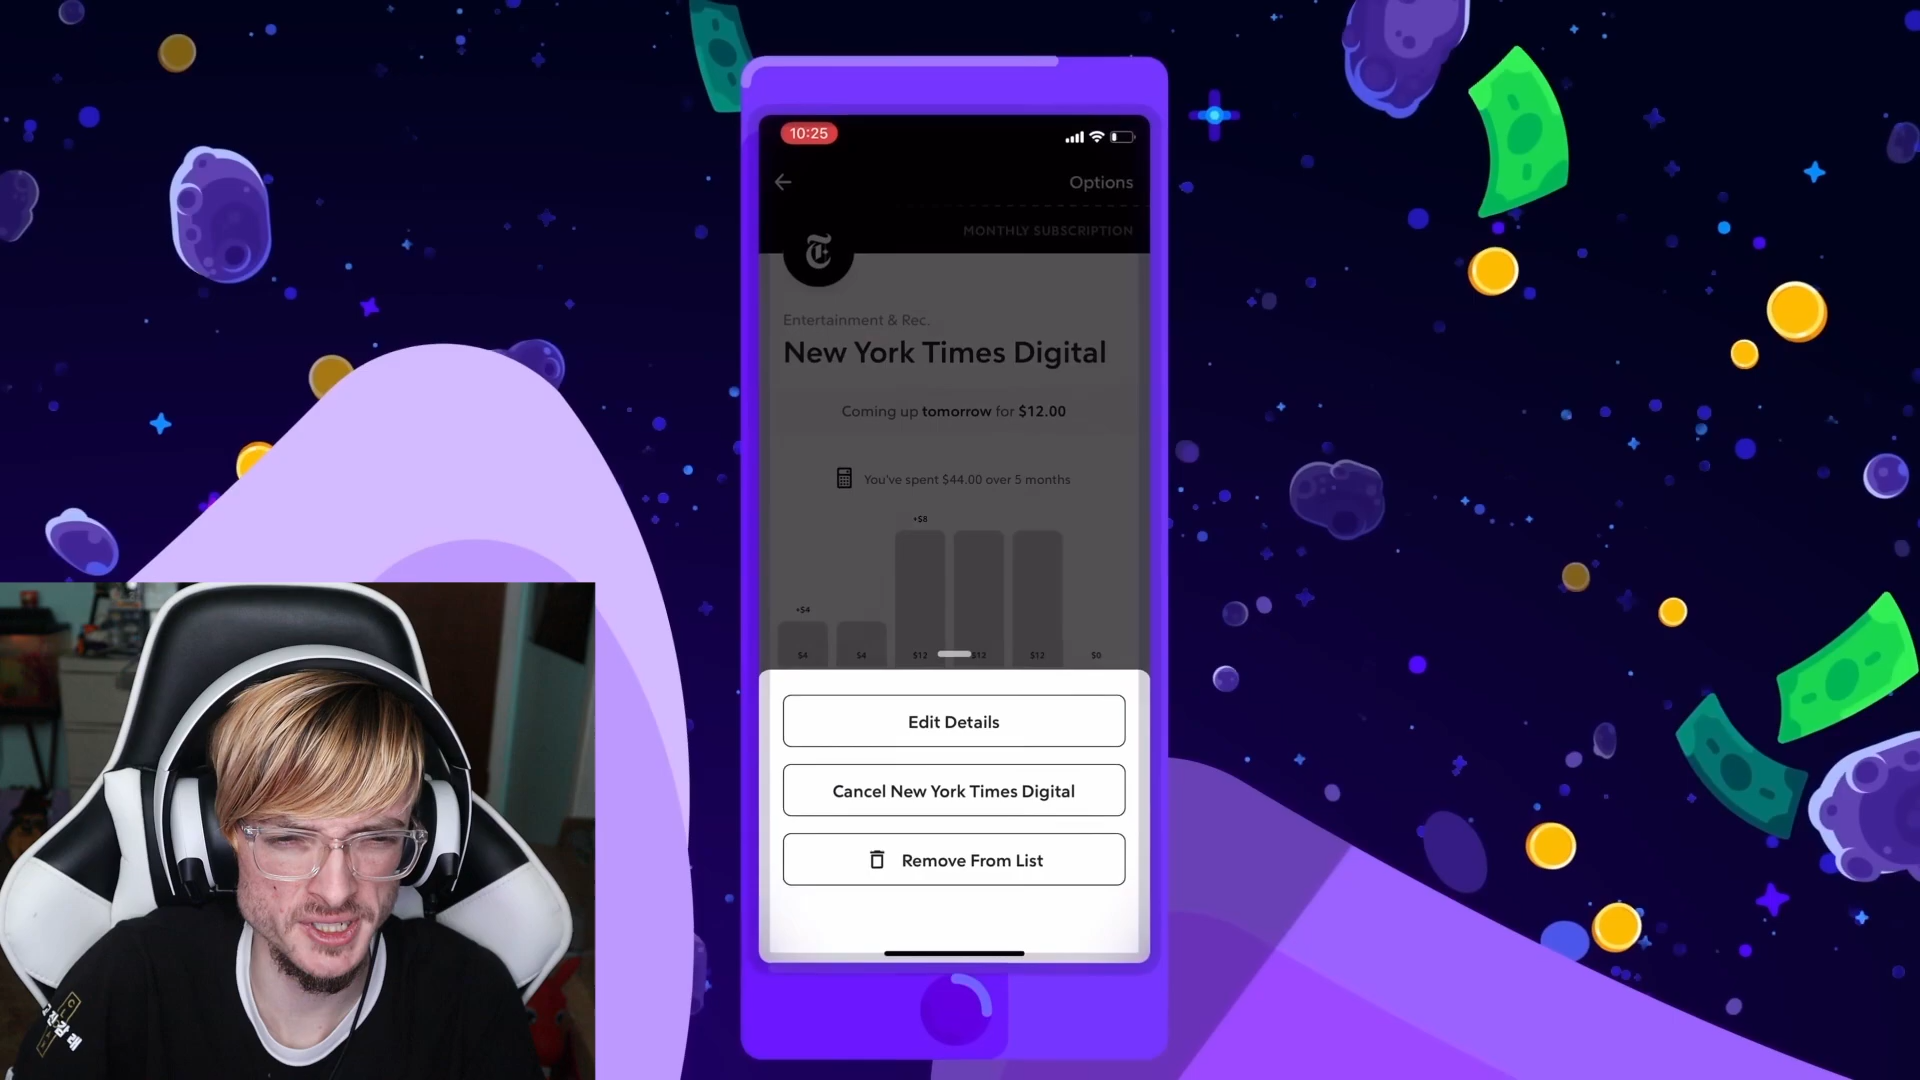 10:25
Options
MONTHLY SUBSCRIPTION
T
Entertainment & Rec.
New York Times Digital
Coming up tomorrow for $12.00
You've spent $44.00 over 5 months
+$8
+$4
$4 $4 $12 $12 $12 $0
Edit Details
Cancel New York Times Digital
Remove From List